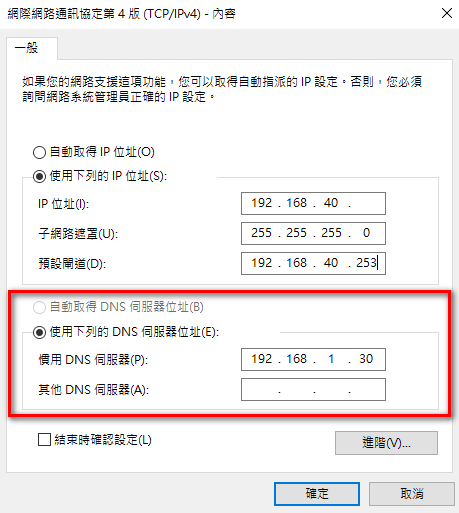 網際網路通訊協定第 4 版 (TCP/IPv4) - 內容
一般
如果您的網路支援這項功能，您可以取得自動指派的 IP 設定。否則，您必須
詢問網路系統管理員正確的 IP 設定。
自動取得 IP 位址(O)
使用下列的 IP 位址(S):
IP 位址(I): 192 . 168 . 40 .
子網路遮罩(U): 255 . 255 . 255 . 0
預設閘道(D): 192 . 168 . 40 . 253
自動取得 DNS 伺服器位址(B)
使用下列的 DNS 伺服器位址(E):
慣用 DNS 伺服器(P): 192 . 168 . 1 . 30
其他 DNS 伺服器(A): . . .
結束時確認設定(L)
進階(V)...
確定 取消